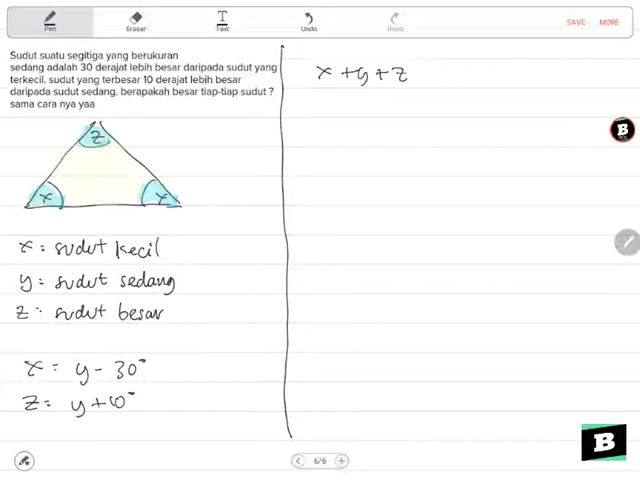 Pen
Eraser
Text
Undo
Redo
SAVE
MORE
Sudut suatu segitiga yang berukuran
sedang adalah 30 derajat lebih besar daripada sudut yang
terkecil. sudut yang terbesar 10 derajat lebih besar
daripada sudut sedang. berapakah besar tiap-tiap sudut ?
sama cara nya yaa
z
x
Y
x = sudut kecil
y = sudut sedang
z = sudut besar
x = y - 30°
z = y + 10°
x + y + z
B
B
6/6